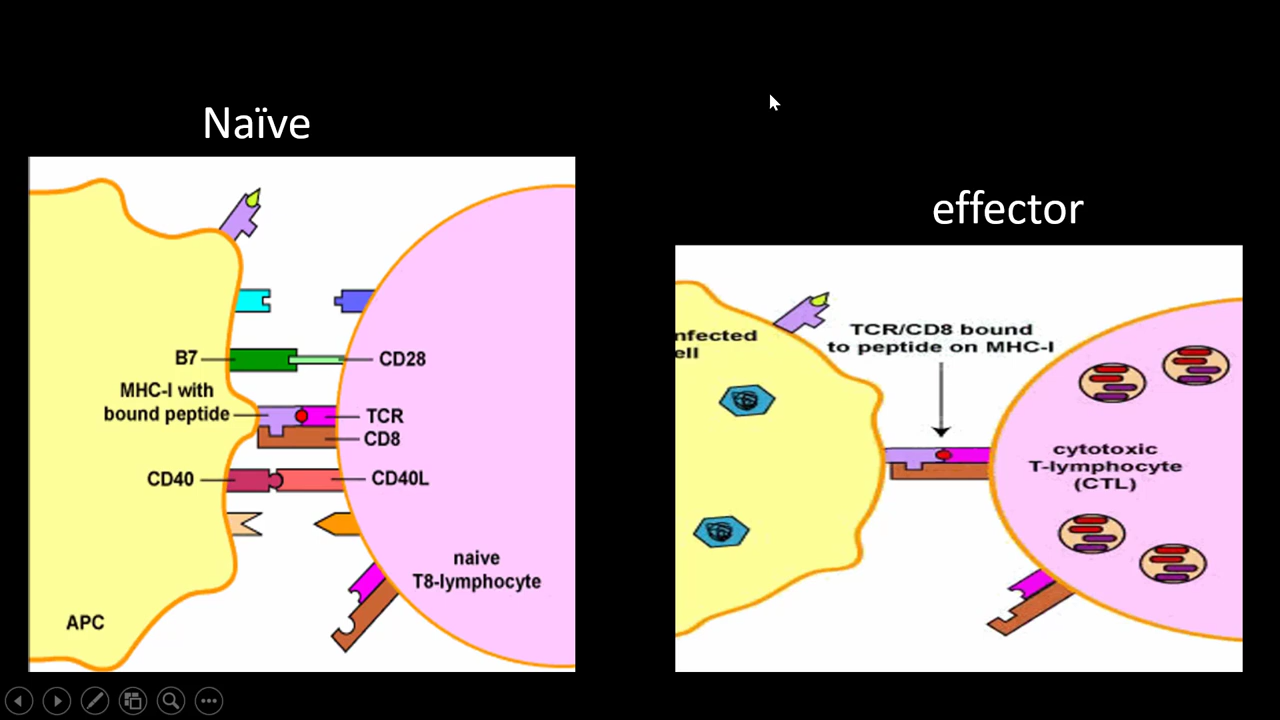 Naïve
effector
B7
CD28
MHC-I with
bound peptide
TCR
CD8
CD40
CD40L
naive
T8-lymphocyte
APC
nfected
ell
TCR/CD8 bound
to peptide on MHC-I
cytotoxic
T-lymphocyte
(CTL)